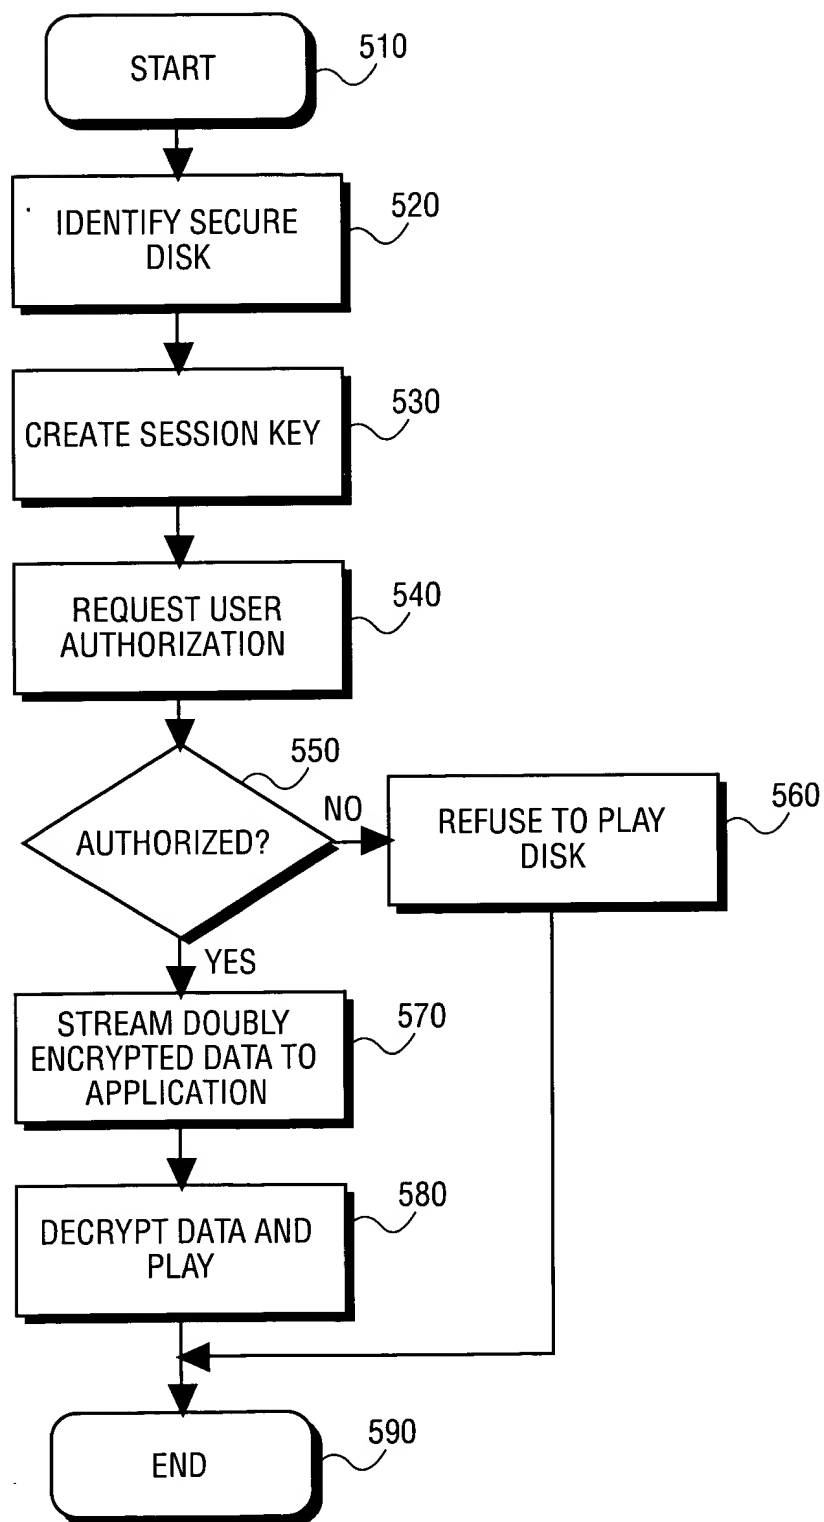 START
510
IDENTIFY SECURE
DISK
520
CREATE SESSION KEY
530
REQUEST USER
AUTHORIZATION
540
550
AUTHORIZED?
NO
REFUSE TO PLAY
DISK
560
YES
STREAM DOUBLY
ENCRYPTED DATA TO
APPLICATION
570
DECRYPT DATA AND
PLAY
580
END
590